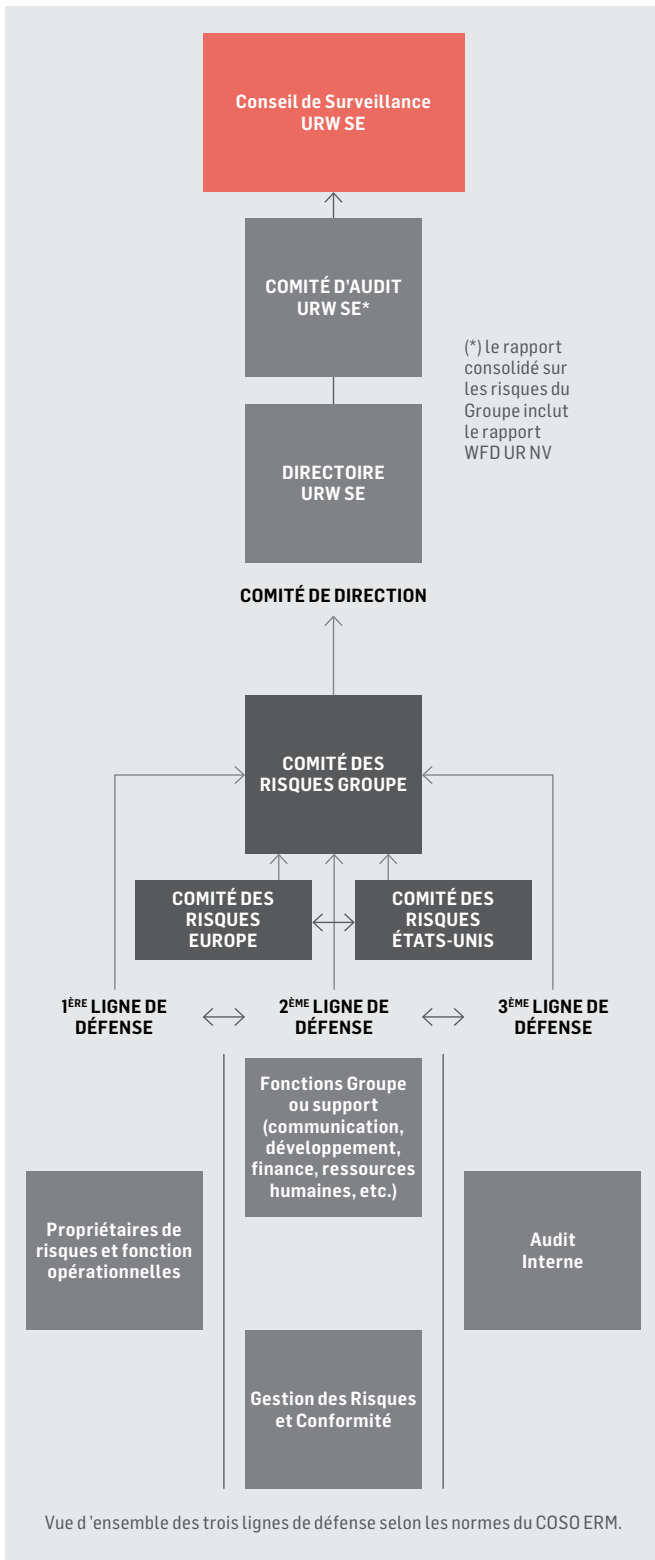 Conseil de Surveillance
URW SE
COMITÉ D'AUDIT
URW SE*
(*) le rapport
consolidé sur
les risques du
Groupe inclut
le rapport
WFD UR NV
DIRECTOIRE
URW SE
COMITÉ DE DIRECTION
COMITÉ DES
RISQUES GROUPE
COMITÉ DES
RISQUES
EUROPE
COMITÉ DES
RISQUES
ÉTATS-UNIS
1ÈRE LIGNE DE
DÉFENSE
2ÈME LIGNE DE
DÉFENSE
3ÈME LIGNE DE
DÉFENSE
Fonctions Groupe
ou support
(communication,
développement,
finance, ressources
humaines, etc.)
Propriétaires de
risques et fonction
opérationnelles
Audit
Interne
Gestion des Risques
et Conformité
Vue d 'ensemble des trois lignes de défense selon les normes du COSO ERM.